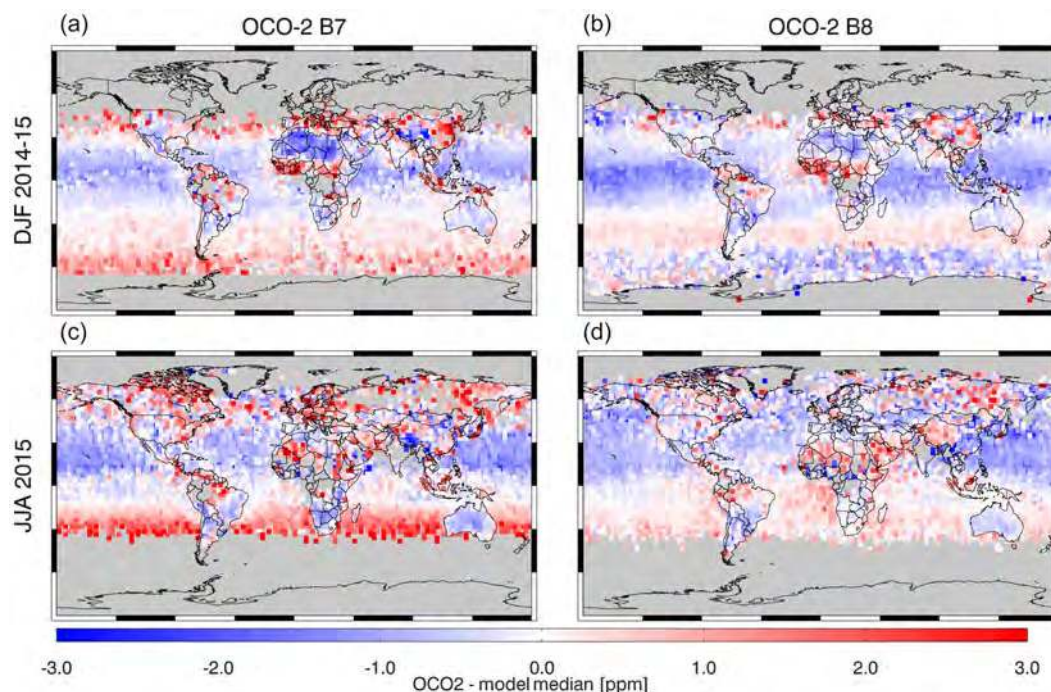 (a)
OCO-2 B7
(b)
OCO-2 B8
DJF 2014-15
(c)
(d)
JJA 2015
-3.0 -2.0 -1.0 0.0 1.0 2.0 3.0
OCO2 - model median [ppm]